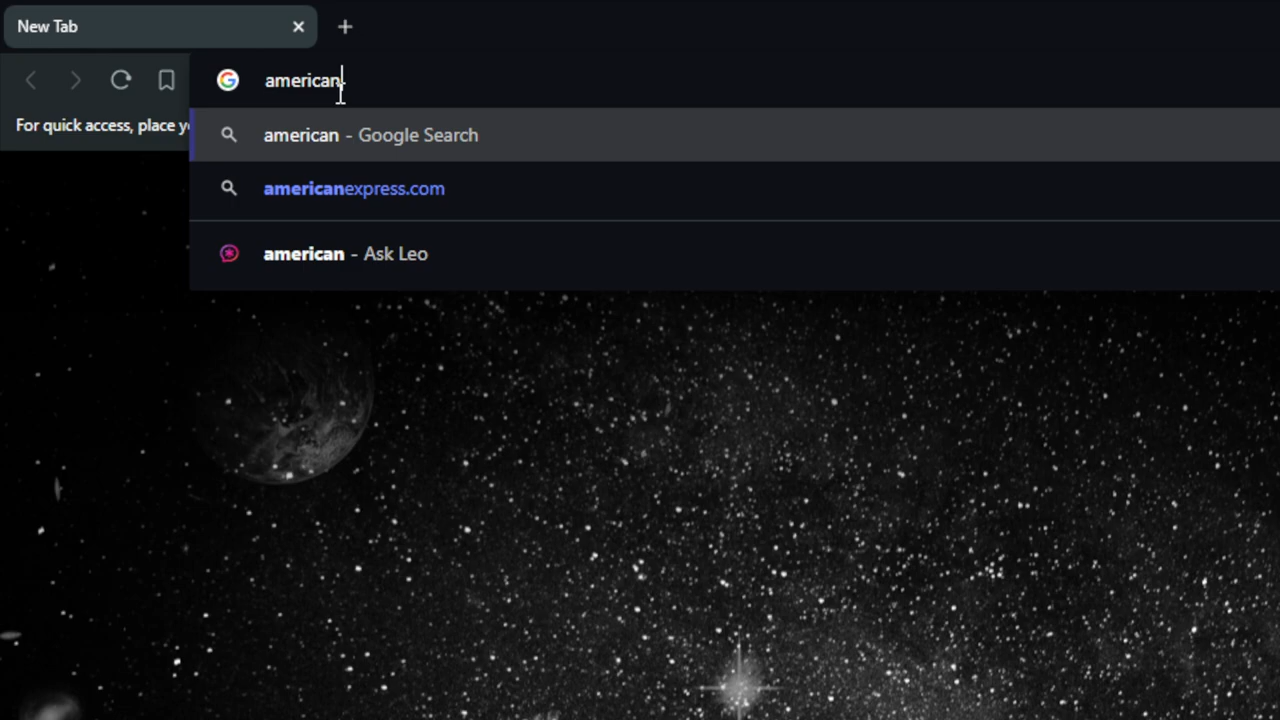 New Tab
american
For quick access, place y
american - Google Search
americanexpress.com
american - Ask Leo